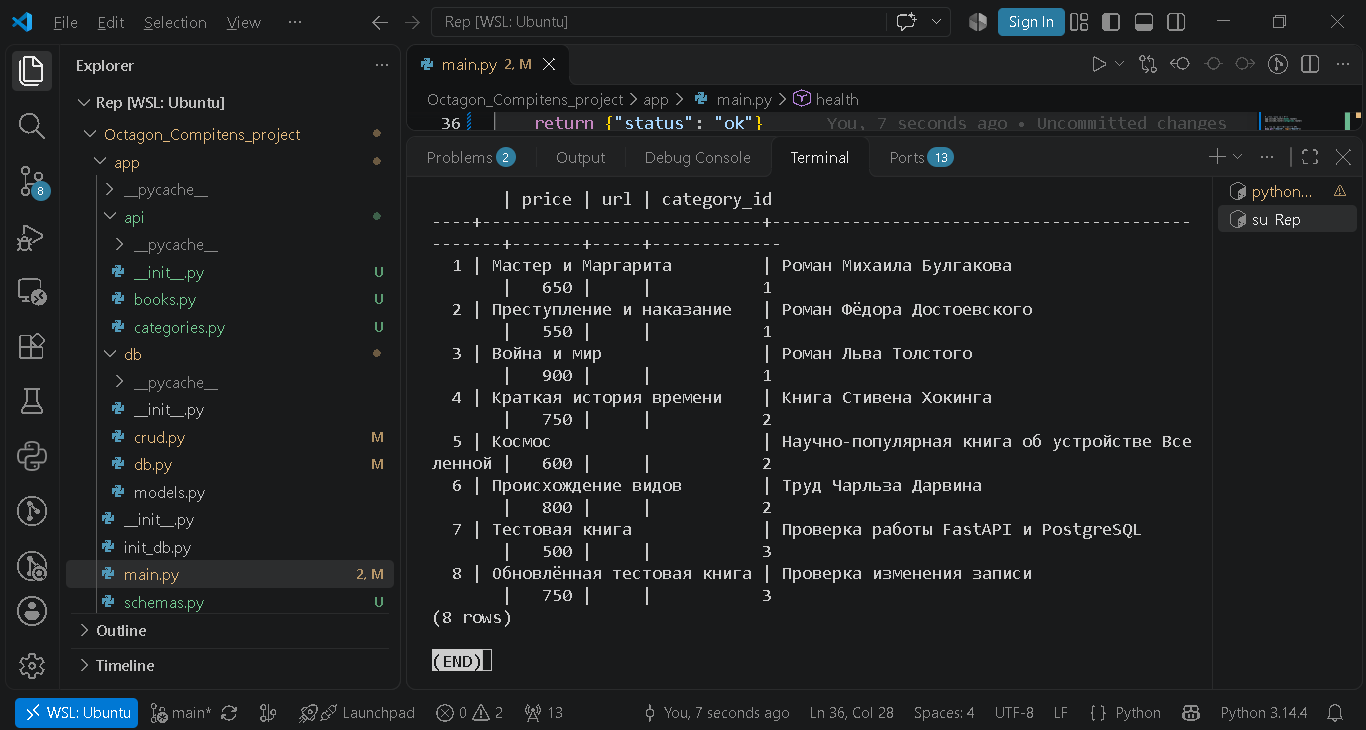 File Edit Selection View ··· Rep [WSL: Ubuntu] Sign In
Explorer ···
Rep [WSL: Ubuntu]
Octagon_Compitens_project
app
__pycache__
api
__pycache__
__init__.py U
books.py U
categories.py U
db
__pycache__
__init__.py
crud.py M
db.py M
models.py
__init__.py
init_db.py
main.py 2, M
schemas.py U
Outline
Timeline
8
main.py 2, M
Octagon_Compitens_project > app > main.py > health
36 return {"status": "ok"} You, 7 seconds ago • Uncommitted changes
Problems 2 Output Debug Console Terminal Ports 13
python...
su Rep
| price | url | category_id
----+----------------------------+-----------------------------------------
-------+-------+-----+-------------
1 | Мастер и Маргарита | Роман Михаила Булгакова
| 650 | | 1
2 | Преступление и наказание | Роман Фёдора Достоевского
| 550 | | 1
3 | Война и мир | Роман Льва Толстого
| 900 | | 1
4 | Краткая история времени | Книга Стивена Хокинга
| 750 | | 2
5 | Космос | Научно-популярная книга об устройстве Все
ленной | 600 | | 2
6 | Происхождение видов | Труд Чарльза Дарвина
| 800 | | 2
7 | Тестовая книга | Проверка работы FastAPI и PostgreSQL
| 500 | | 3
8 | Обновлённая тестовая книга | Проверка изменения записи
| 750 | | 3
(8 rows)
(END)
WSL: Ubuntu main* Launchpad 0 2 13 You, 7 seconds ago Ln 36, Col 28 Spaces: 4 UTF-8 LF {} Python Python 3.14.4